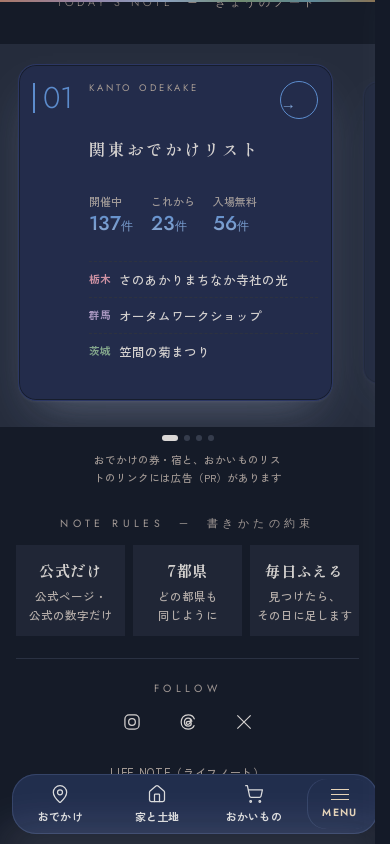 TODAY'S NOTE — きょうのノート
01
KANTO ODEKAKE
→
関東おでかけリスト
開催中 これから 入場無料
137件 23件 56件
栃木 さのあかりまちなか寺社の光
群馬 オータムワークショップ
茨城 笠間の菊まつり
おでかけの券・宿と、おかいものリス
トのリンクには広告（PR）があります
NOTE RULES — 書きかたの約束
公式だけ 7都県 毎日ふえる
公式ページ・ どの都県も 見つけたら、
公式の数字だけ 同じように その日に足します
FOLLOW
LIFE NOTE（ライフノート）
おでかけ 家と土地 おかいもの MENU